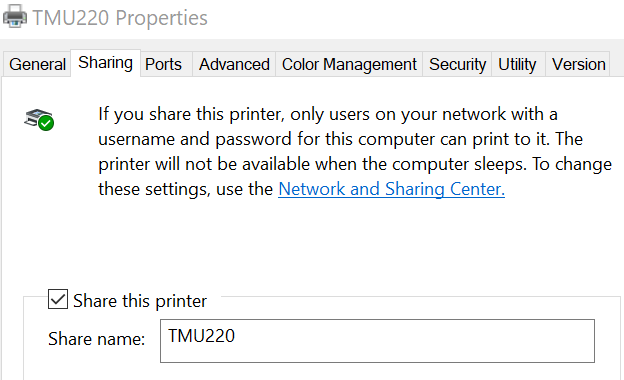 TMU220 Properties
General Sharing Ports Advanced Color Management Security Utility Version
If you share this printer, only users on your network with a
username and password for this computer can print to it. The
printer will not be available when the computer sleeps. To change
these settings, use the Network and Sharing Center.
Share this printer
Share name: TMU220